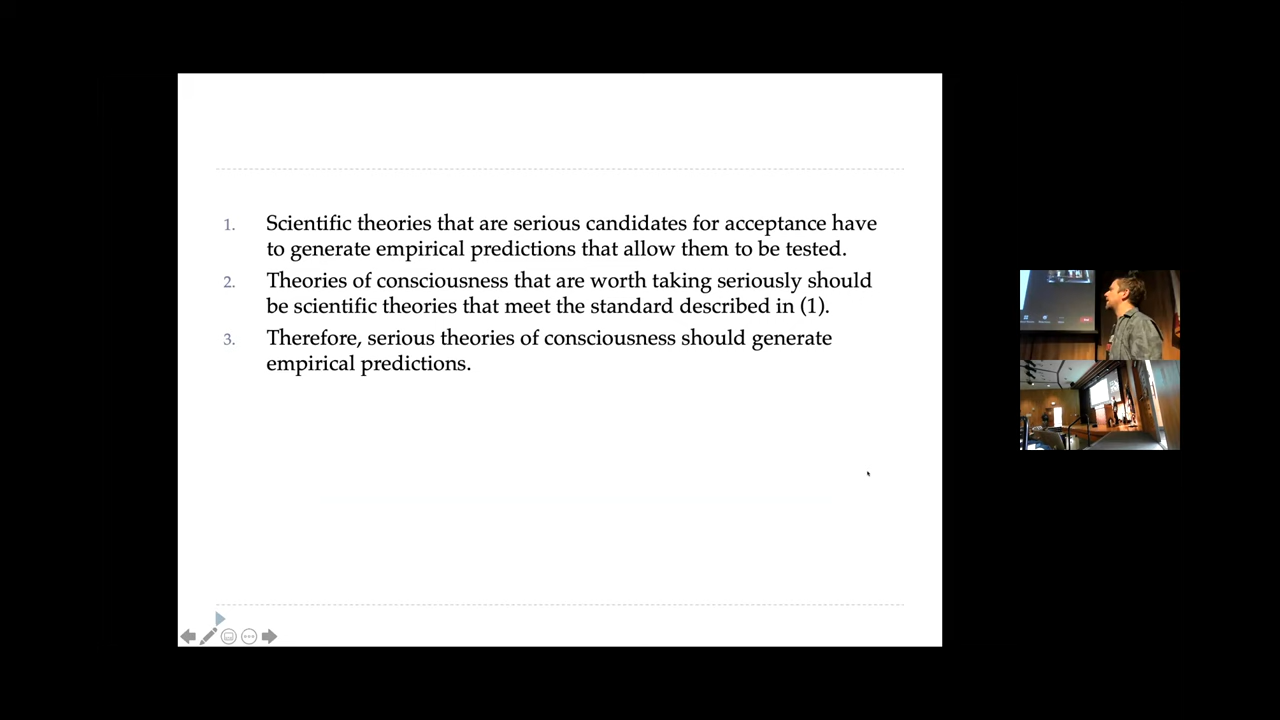 1. Scientific theories that are serious candidates for acceptance have
to generate empirical predictions that allow them to be tested.
2. Theories of consciousness that are worth taking seriously should
be scientific theories that meet the standard described in (1).
3. Therefore, serious theories of consciousness should generate
empirical predictions.